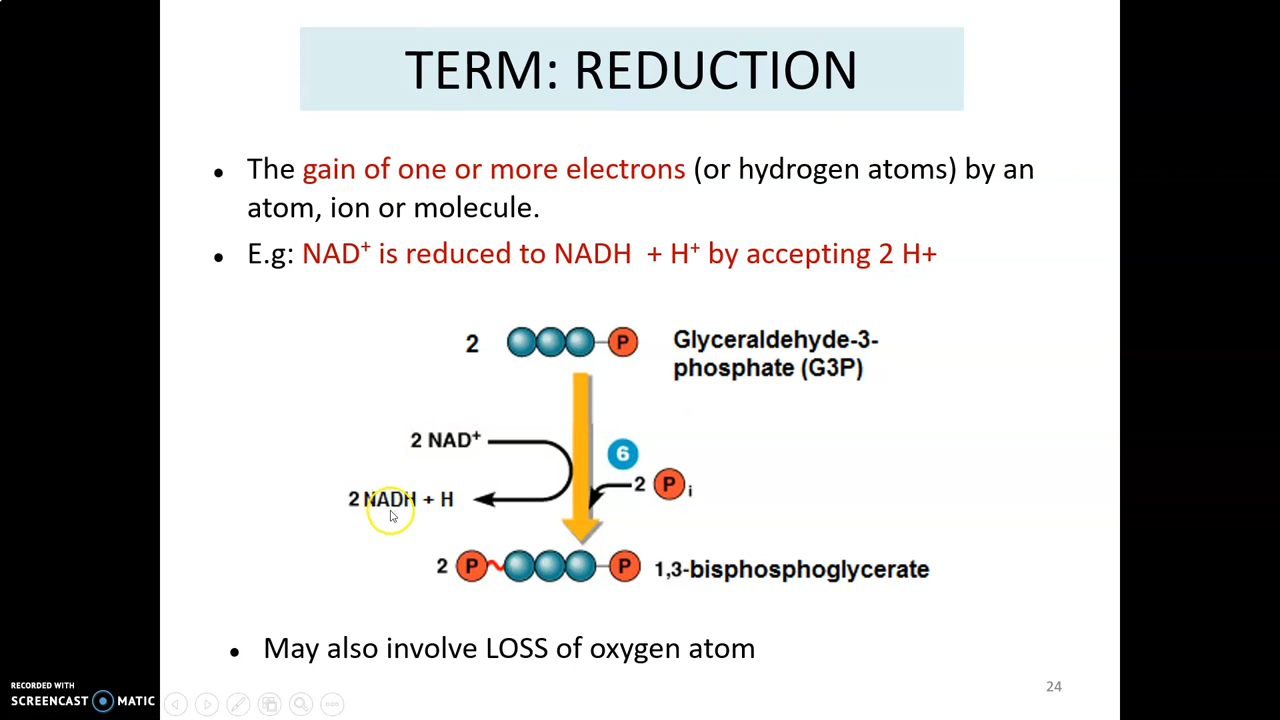 TERM: REDUCTION
• The gain of one or more electrons (or hydrogen atoms) by an
atom, ion or molecule.
• E.g: NAD⁺ is reduced to NADH + H⁺ by accepting 2 H+
2 P Glyceraldehyde-3-
phosphate (G3P)
2 NAD⁺
6
2 P i
2 NADH + H
2 P P 1,3-bisphosphoglycerate
• May also involve LOSS of oxygen atom
24
RECORDED WITH
SCREENCAST MATIC